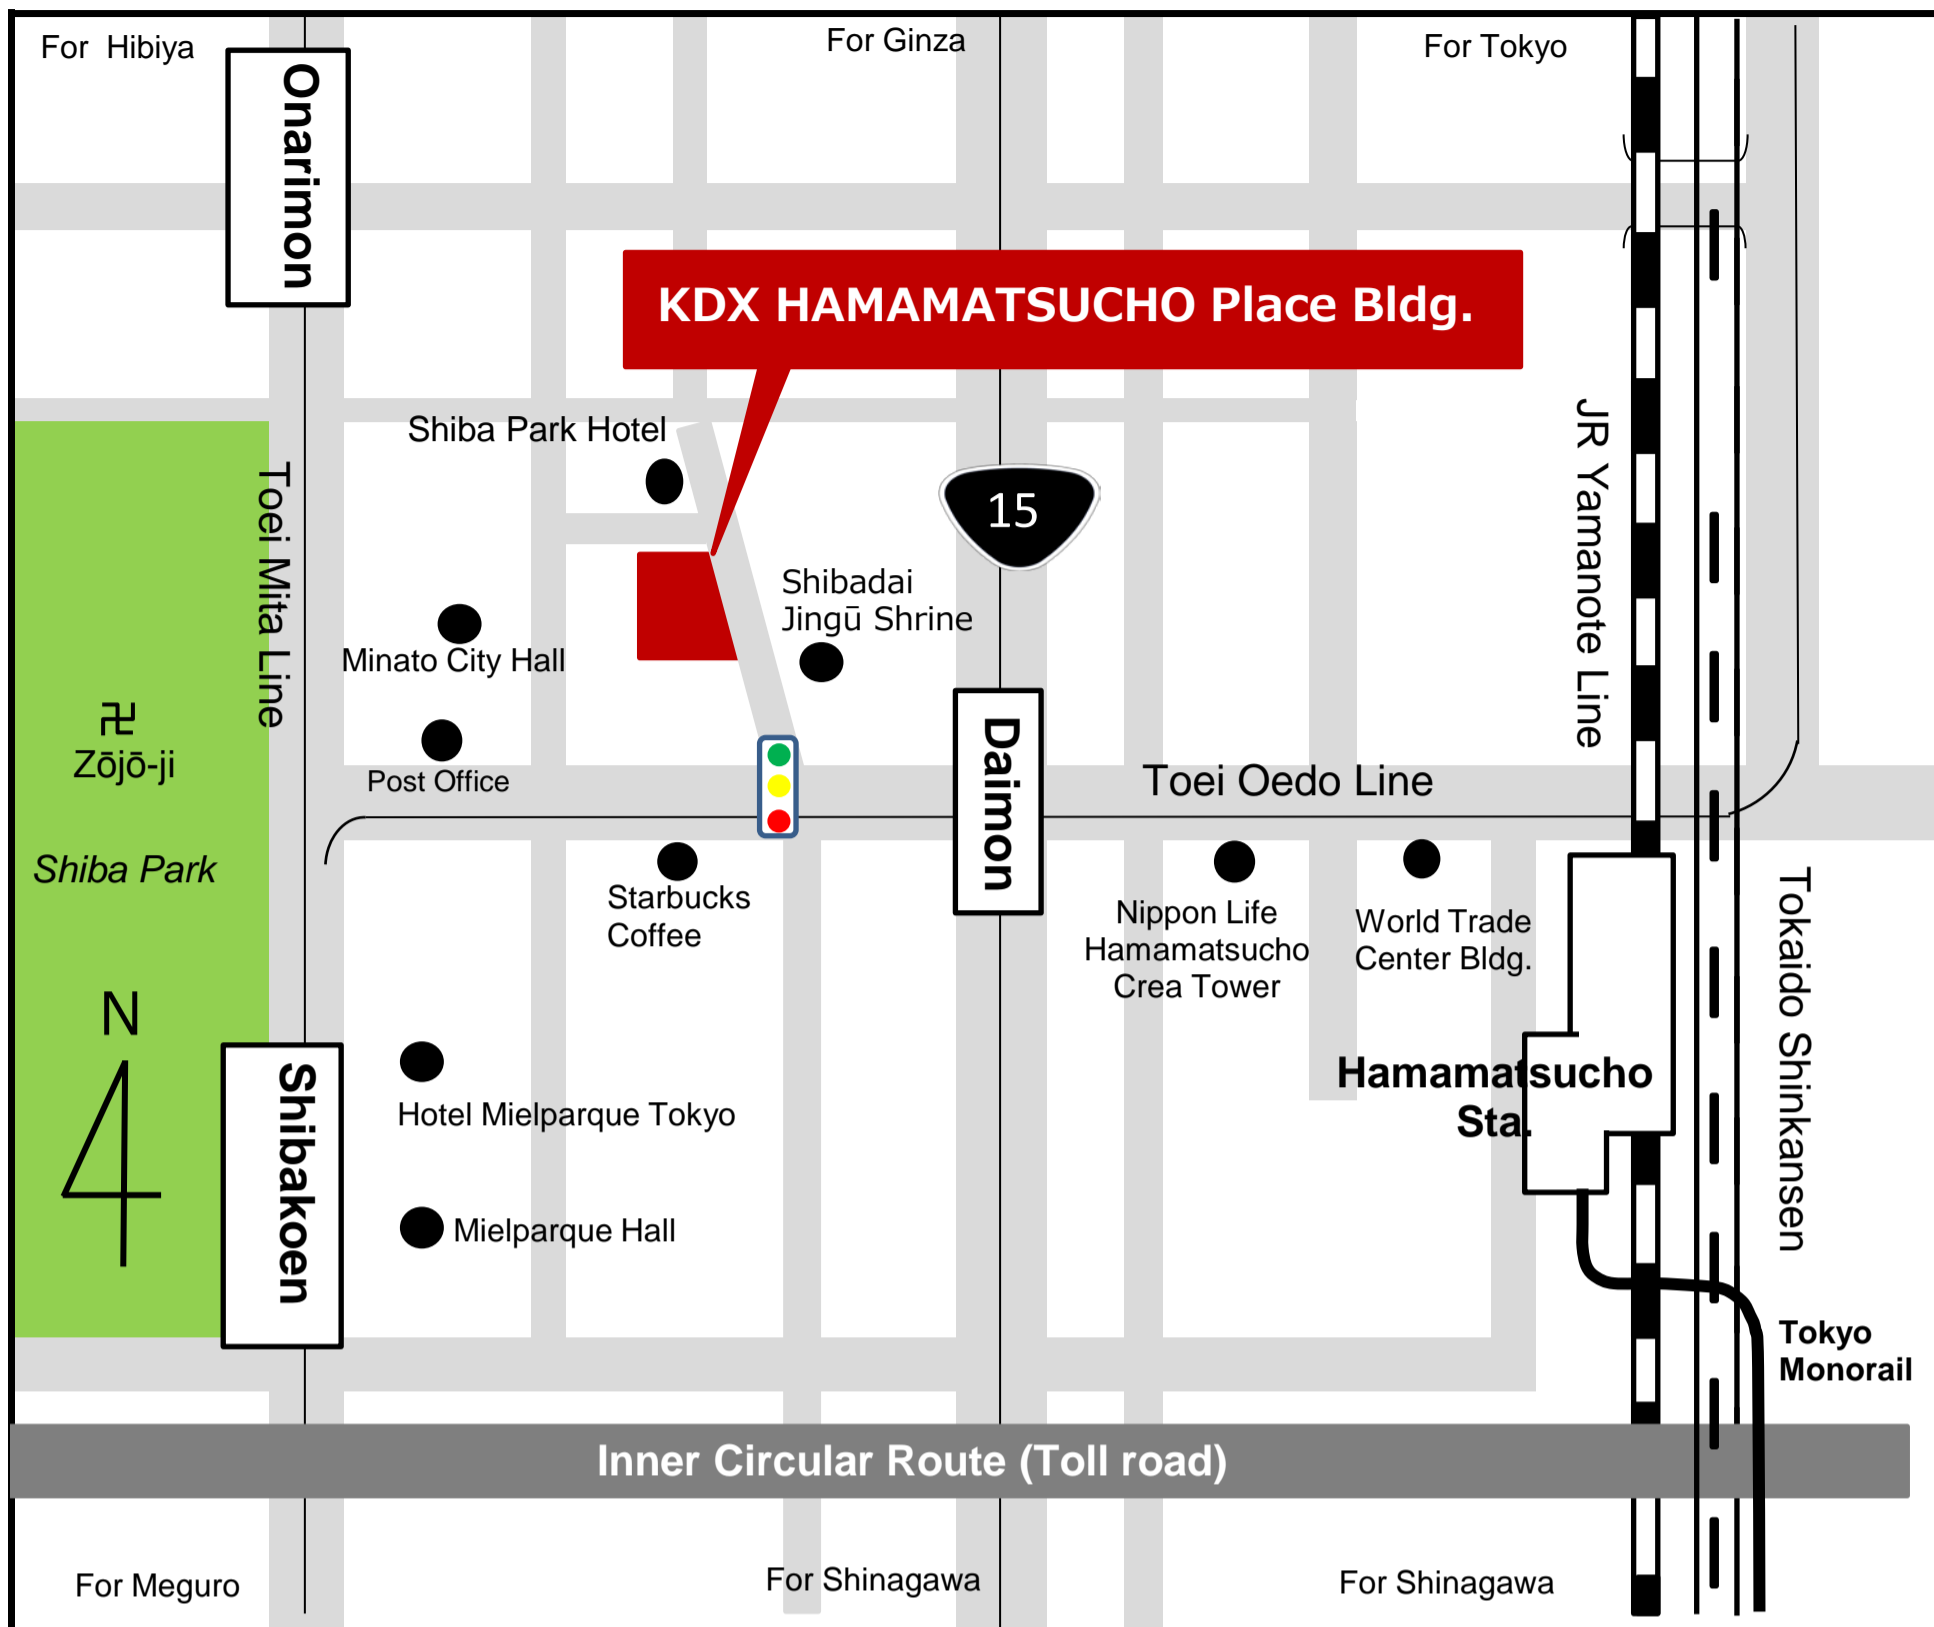 For  Hibiya
For Ginza
For Tokyo
Onarimon
KDX HAMAMATSUCHO Place Bldg.
Shiba Park Hotel
JR Yamanote Line
Toei Mita Line
15
Shibadai
Jingū Shrine
Minato City Hall
卍
Zōjō-ji
Post Office
Daimon
Toei Oedo Line
Shiba Park
Starbucks
Coffee
Nippon Life
Hamamatsucho
Crea Tower
World Trade
Center Bldg.
Tokaido Shinkansen
N
Shibakoen
Hamamatsucho
Sta.
Hotel Mielparque Tokyo
Mielparque Hall
Tokyo
Monorail
Inner Circular Route (Toll road)
For Meguro
For Shinagawa
For Shinagawa